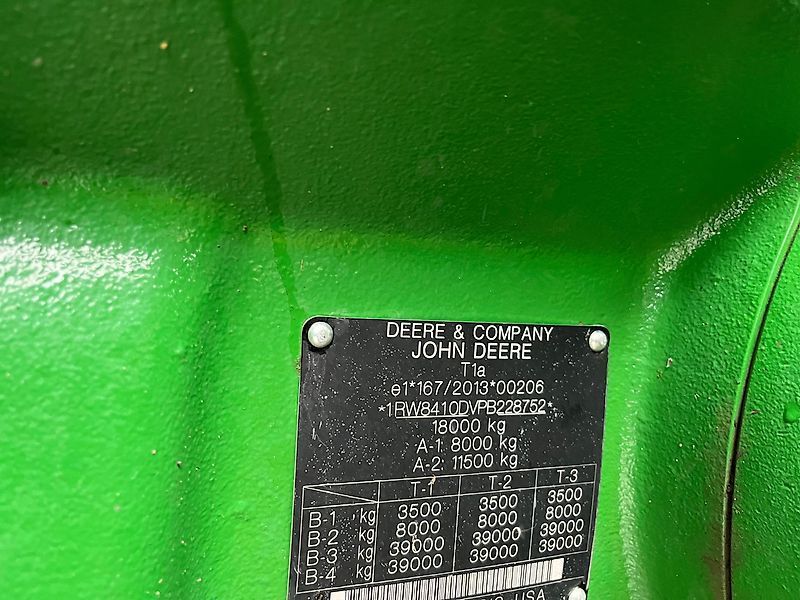 DEERE & COMPANY
JOHN DEERE
T1a
e1*167/2013*00206
*1RW8410DVPB228752*
18000 kg
A-1: 8000 kg
A-2: 11500 kg
T-1 T-2 T-3
B-1 kg 3500 3500 3500
B-2 kg 8000 8000 8000
B-3 kg 39000 39000 39000
B-4 kg 39000 39000 39000
USA